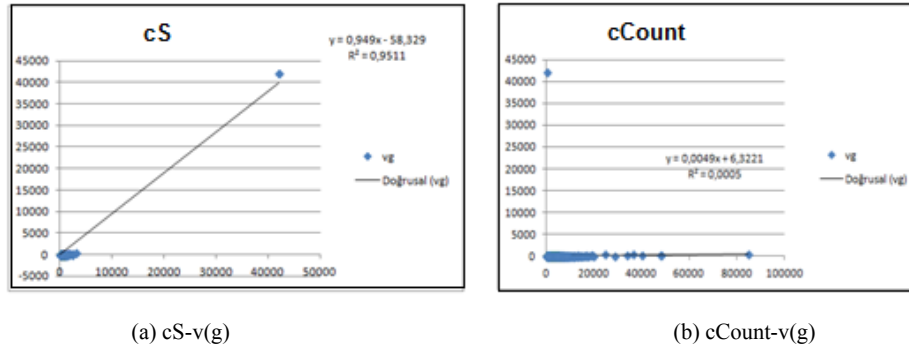 cS
y = 0,949x - 58,329
R² = 0,9511
45000
40000
35000
30000
25000
20000
15000
10000
5000
0
-5000
0 10000 20000 30000 40000 50000
vg
Doğrusal (vg)
cCount
45000
40000
35000
30000
25000
20000
15000
10000
5000
0
0 20000 40000 60000 80000 100000
y = 0,0049x + 6,3221
R² = 0,0005
vg
Doğrusal (vg)
(a) cS-v(g)
(b) cCount-v(g)